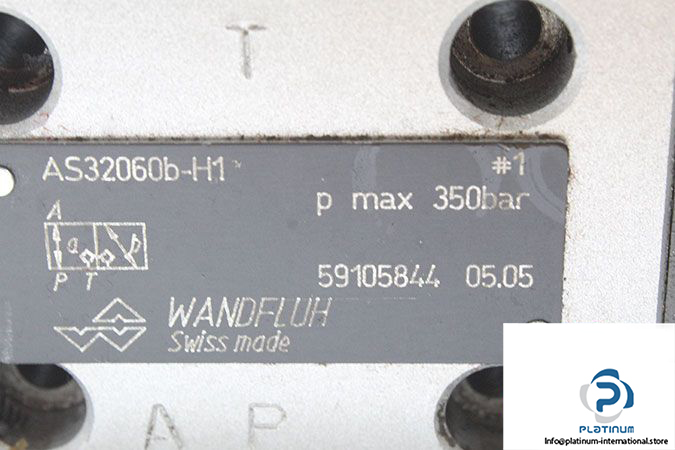 T
AS32060b-H1 #1
p max 350bar
A
a b
P T
59105844 05.05
WANDFLUH
Swiss made
A P
PLATINUM
Info@platinum-international.store